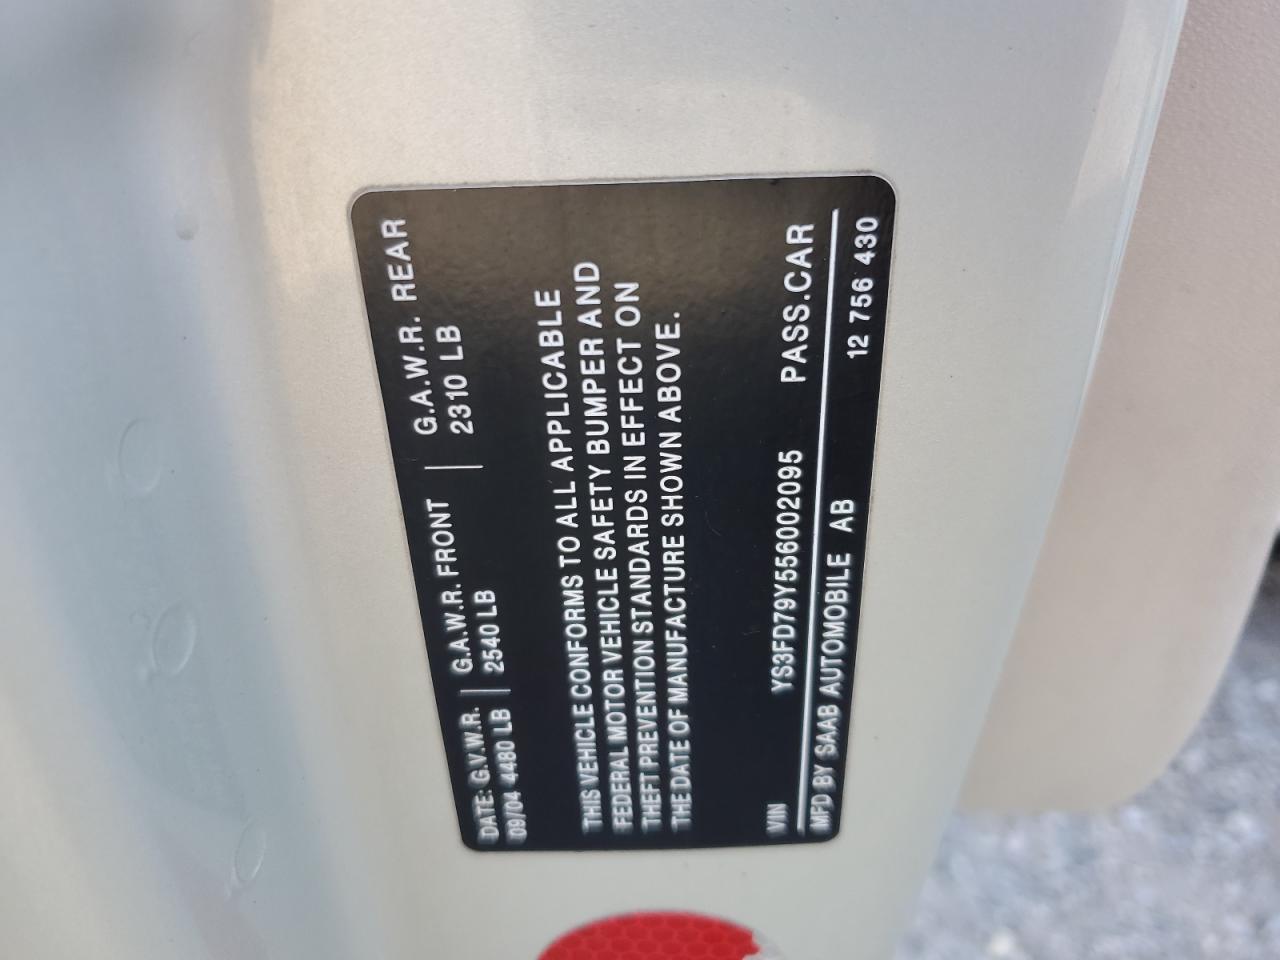 DATE: G.V.W.R. | G.A.W.R. FRONT | G.A.W.R. REAR
09/04 4480 LB | 2540 LB | 2310 LB
THIS VEHICLE CONFORMS TO ALL APPLICABLE
FEDERAL MOTOR VEHICLE SAFETY BUMPER AND
THEFT PREVENTION STANDARDS IN EFFECT ON
THE DATE OF MANUFACTURE SHOWN ABOVE.
VIN YS3FD79Y556002095 PASS.CAR
MFD BY SAAB AUTOMOBILE AB 12 756 430